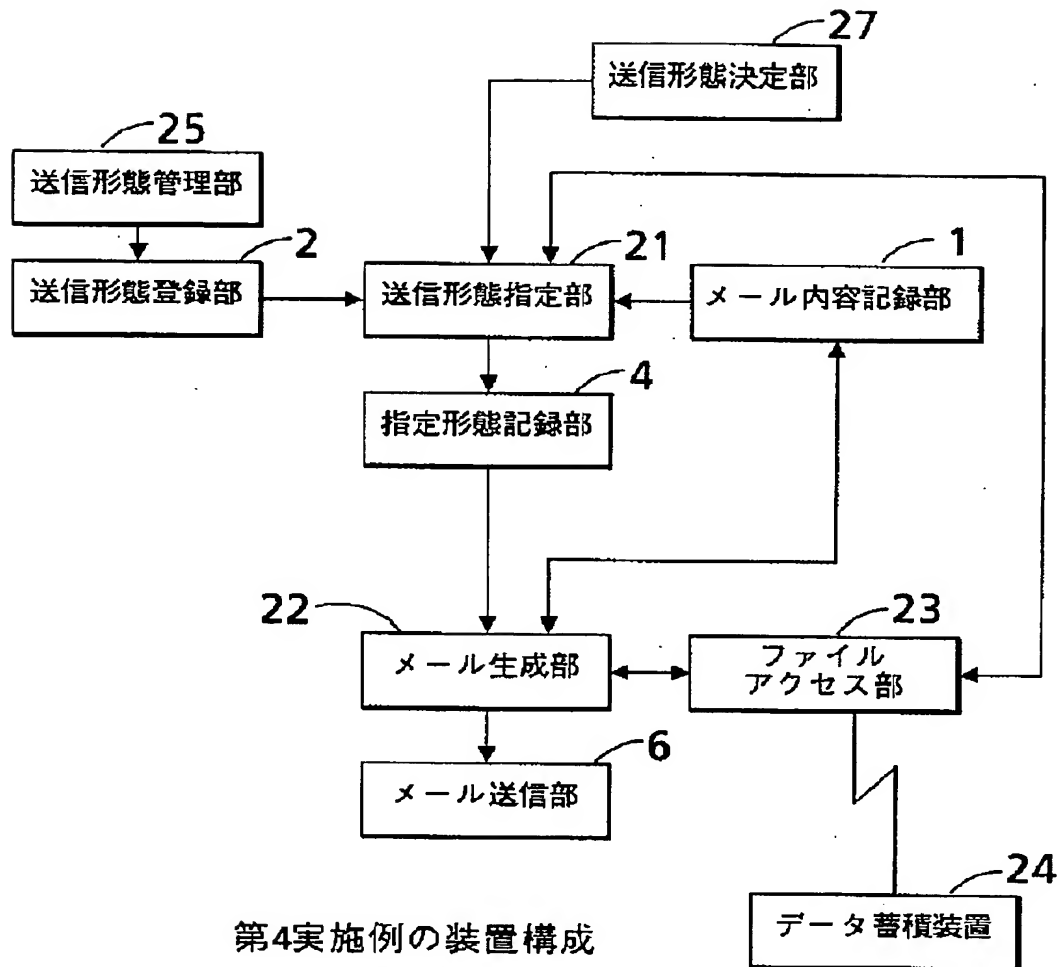 27
送信形態決定部
25
送信形態管理部
2
送信形態登録部
21
送信形態指定部
1
メール内容記録部
4
指定形態記録部
22
メール生成部
23
ファイル
アクセス部
6
メール送信部
24
データ蓄積装置
第4実施例の装置構成